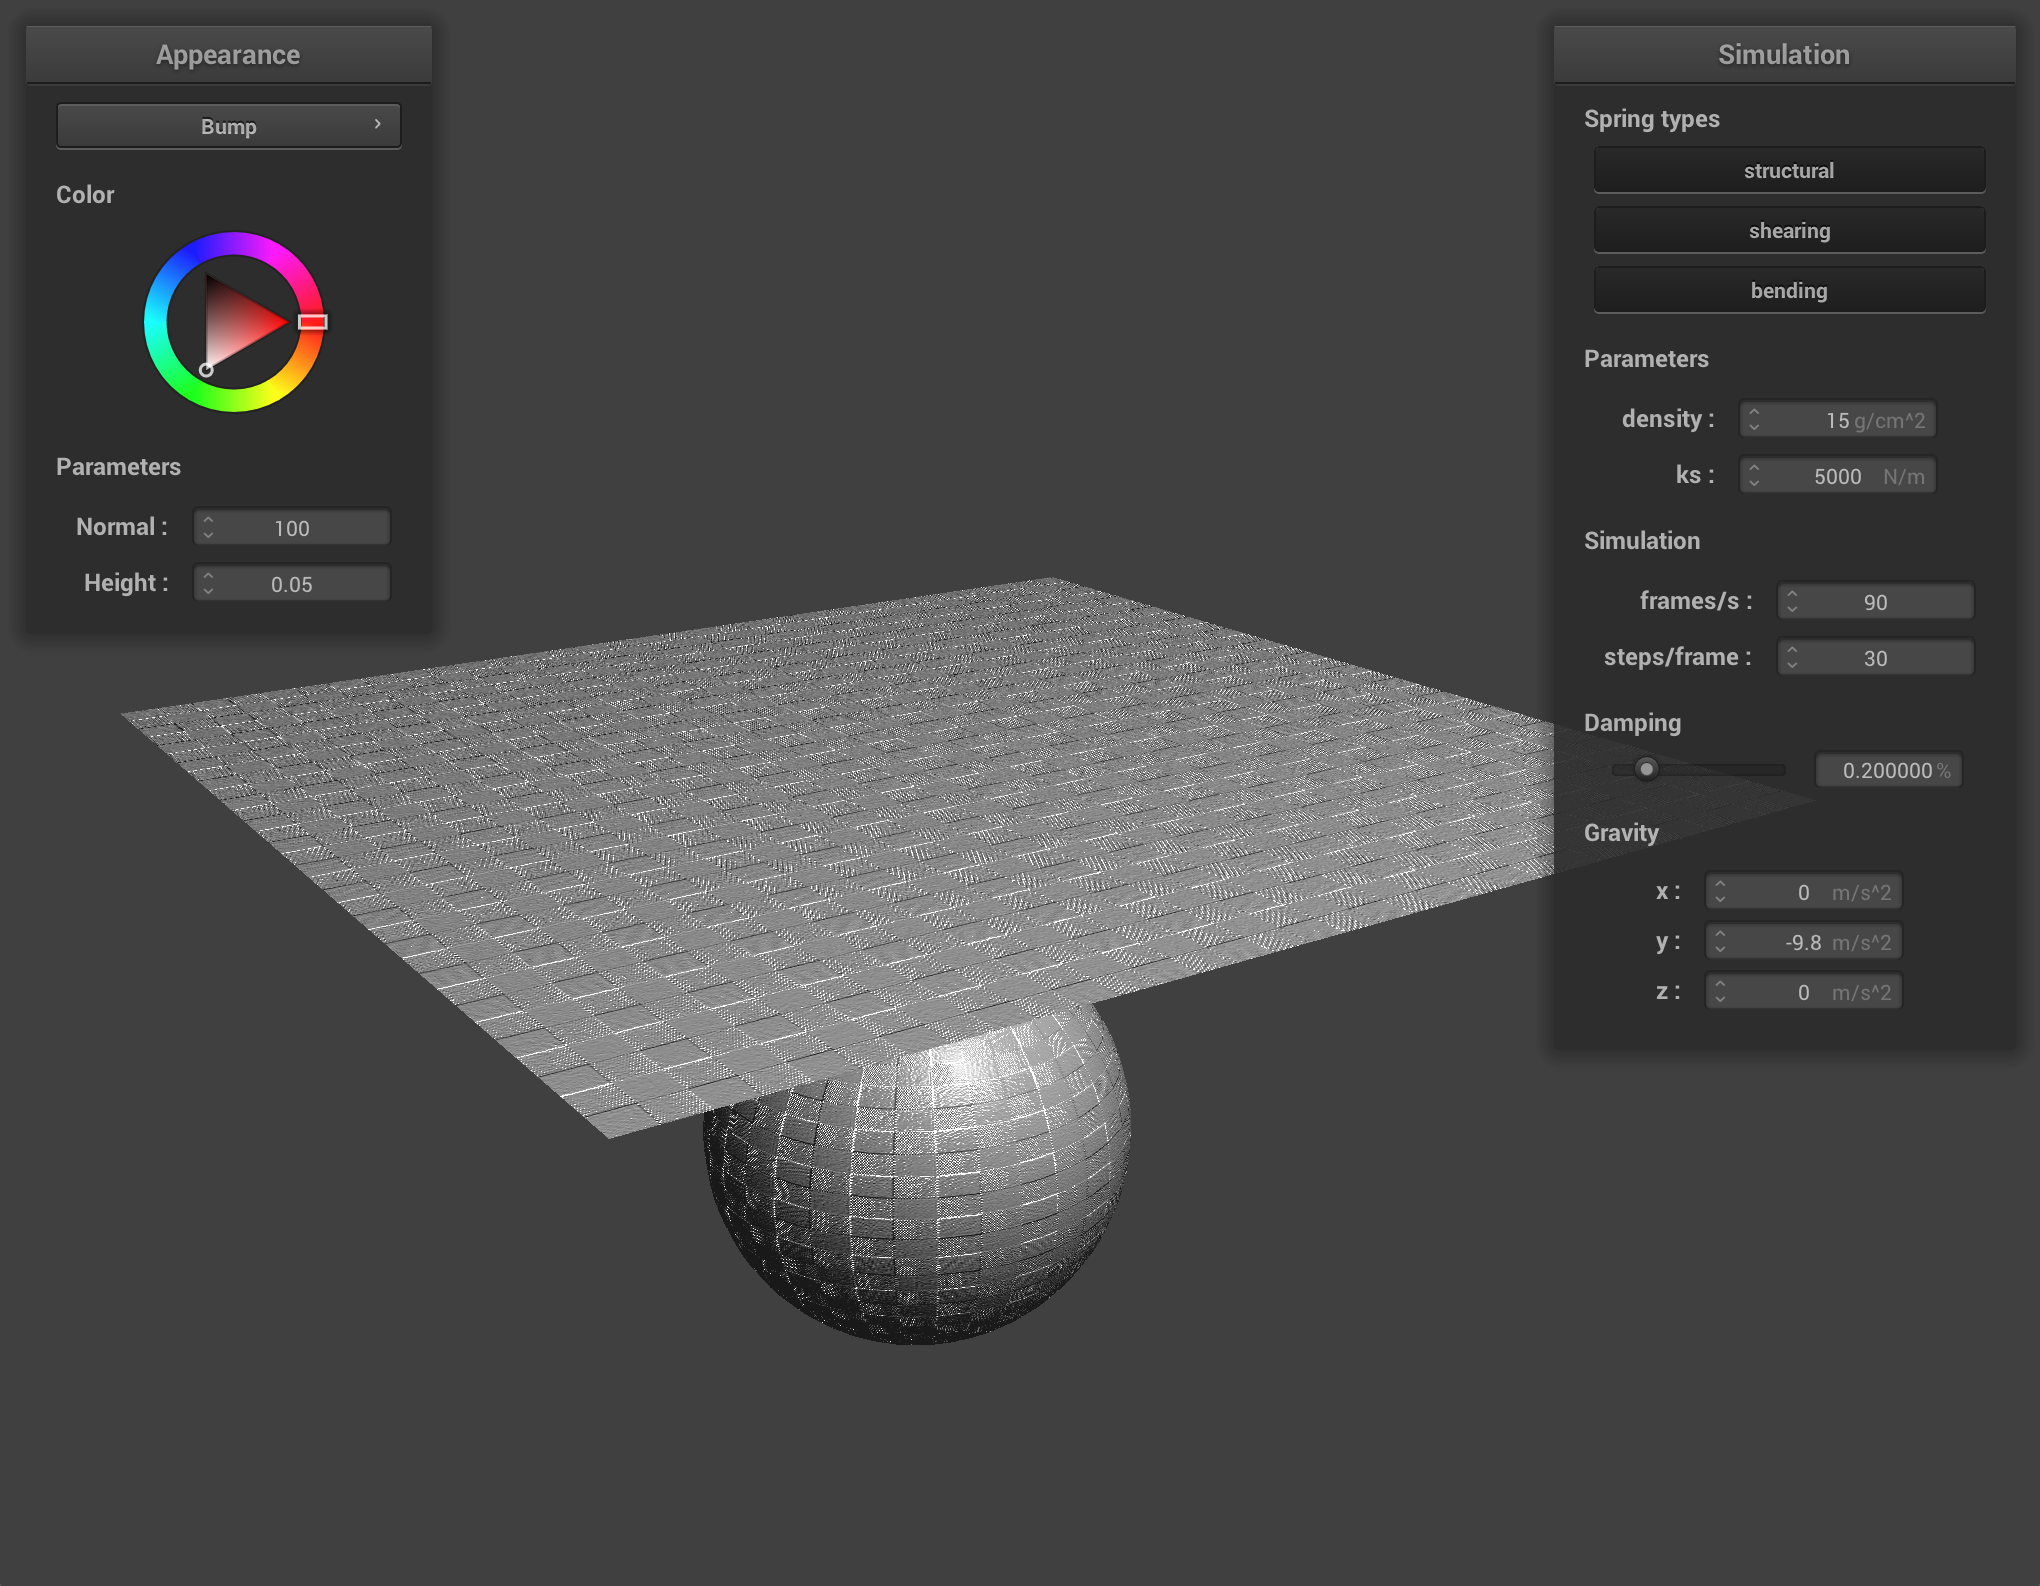 Appearance
Bump
Color
Parameters
Normal : 100
Height : 0.05
Simulation
Spring types
structural
shearing
bending
Parameters
density : 15 g/cm^2
ks : 5000 N/m
Simulation
frames/s : 90
steps/frame : 30
Damping
0.200000 %
Gravity
x : 0 m/s^2
y : -9.8 m/s^2
z : 0 m/s^2